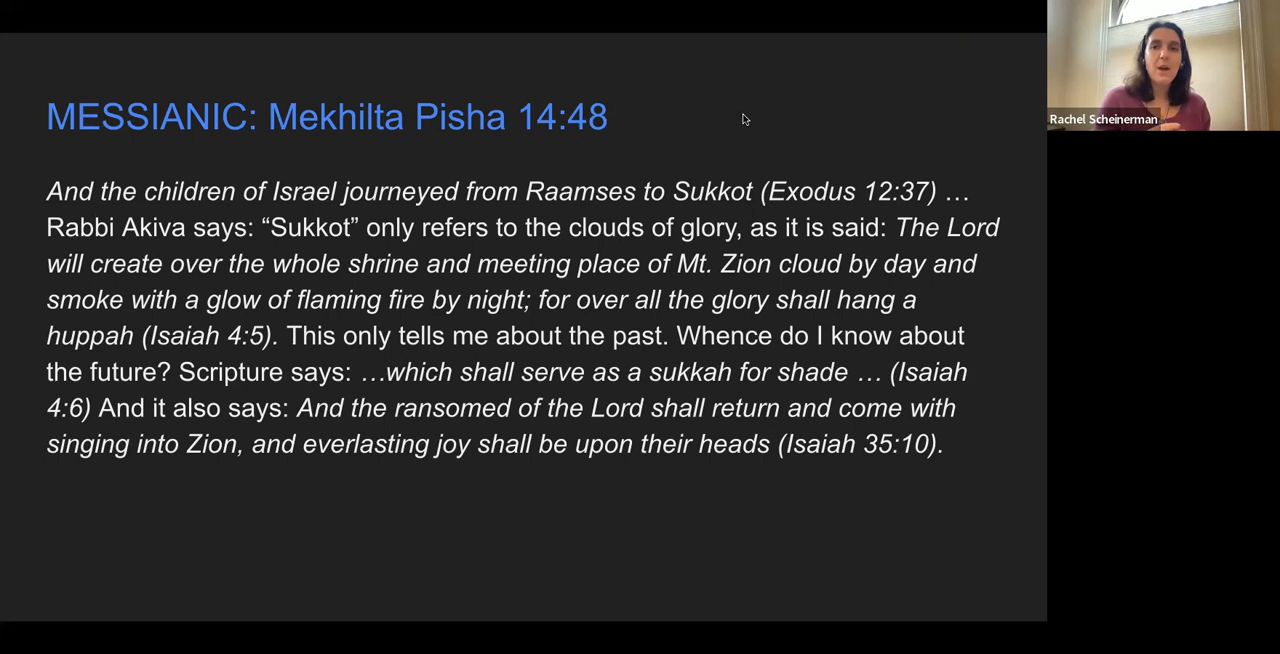 MESSIANIC: Mekhilta Pisha 14:48
And the children of Israel journeyed from Raamses to Sukkot (Exodus 12:37) …
Rabbi Akiva says: “Sukkot” only refers to the clouds of glory, as it is said: The Lord
will create over the whole shrine and meeting place of Mt. Zion cloud by day and
smoke with a glow of flaming fire by night; for over all the glory shall hang a
huppah (Isaiah 4:5). This only tells me about the past. Whence do I know about
the future? Scripture says: …which shall serve as a sukkah for shade … (Isaiah
4:6) And it also says: And the ransomed of the Lord shall return and come with
singing into Zion, and everlasting joy shall be upon their heads (Isaiah 35:10).
Rachel Scheinerman